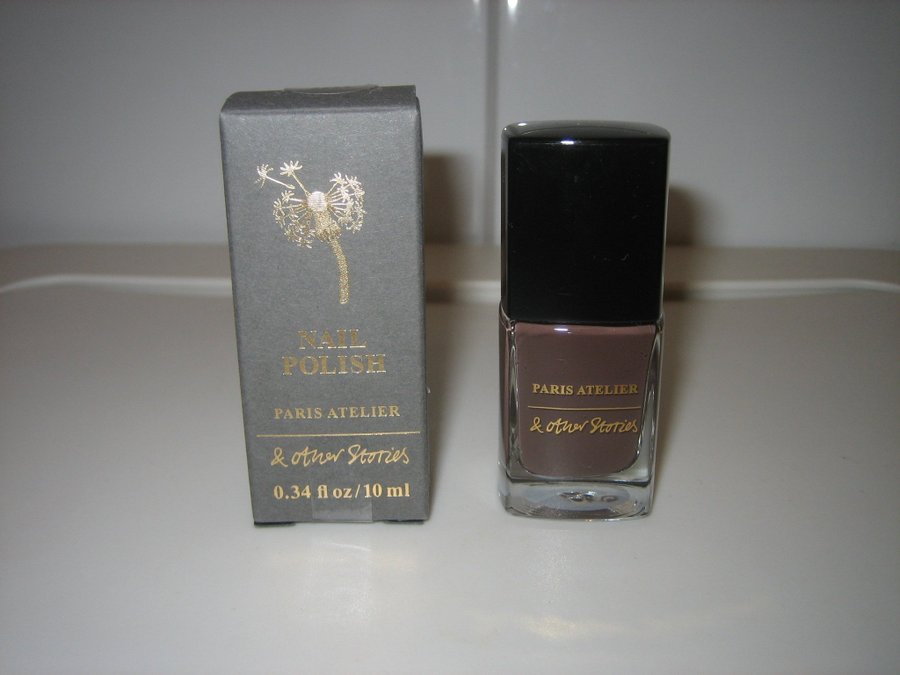 NAIL
POLISH
PARIS ATELIER
& other Stories
0.34 fl oz/10 ml
PARIS ATELIER
& other Stories